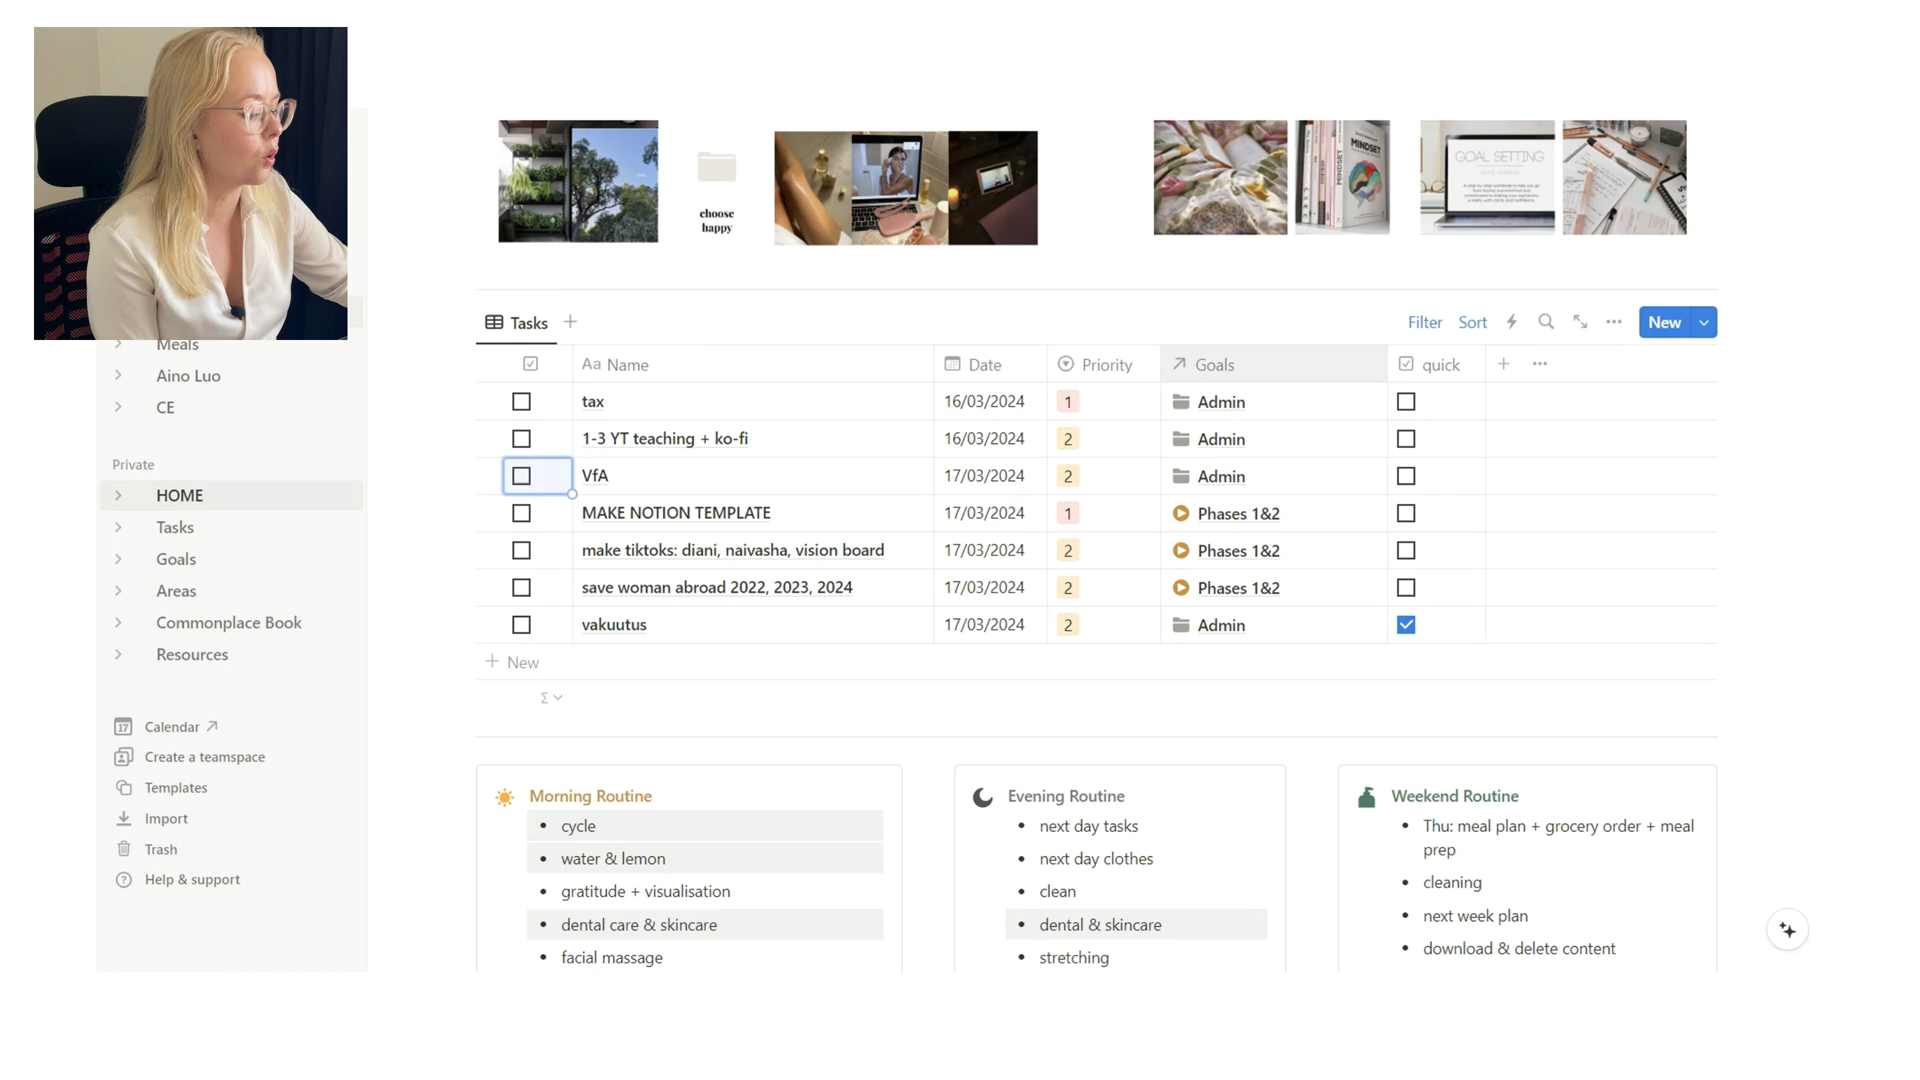 choose
happy
MINDSET
MINDSET
GOAL SETTING
Tasks
Filter Sort New
Aa Name Date Priority Goals quick
tax 16/03/2024 1 Admin
1-3 YT teaching + ko-fi 16/03/2024 2 Admin
VfA 17/03/2024 2 Admin
MAKE NOTION TEMPLATE 17/03/2024 1 Phases 1&2
make tiktoks: diani, naivasha, vision board 17/03/2024 2 Phases 1&2
save woman abroad 2022, 2023, 2024 17/03/2024 2 Phases 1&2
vakuutus 17/03/2024 2 Admin
New
Meals
Aino Luo
CE
Private
HOME
Tasks
Goals
Areas
Commonplace Book
Resources
17 Calendar
Create a teamspace
Templates
Import
Trash
Help & support
Morning Routine
cycle
water & lemon
gratitude + visualisation
dental care & skincare
facial massage
Evening Routine
next day tasks
next day clothes
clean
dental & skincare
stretching
Weekend Routine
Thu: meal plan + grocery order + meal
prep
cleaning
next week plan
download & delete content